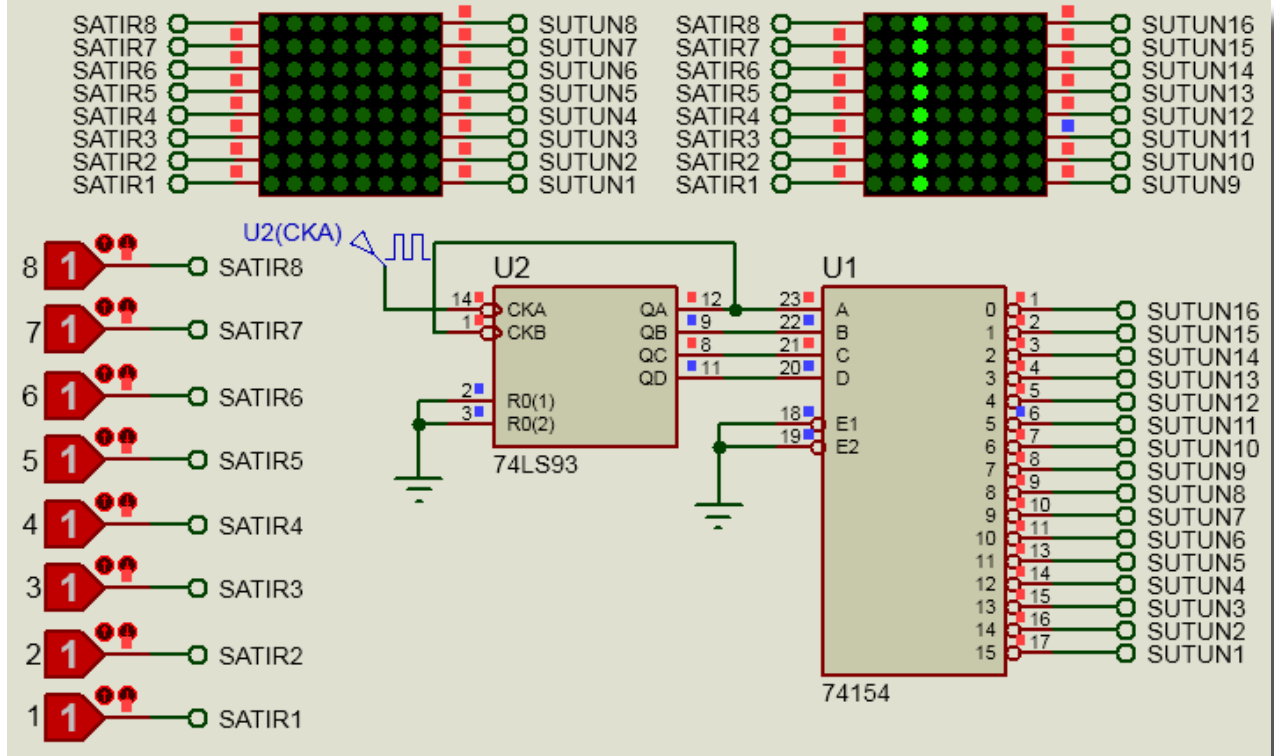 SATIR8 SUTUN8 SATIR8 SUTUN16
SATIR7 SUTUN7 SATIR7 SUTUN15
SATIR6 SUTUN6 SATIR6 SUTUN14
SATIR5 SUTUN5 SATIR5 SUTUN13
SATIR4 SUTUN4 SATIR4 SUTUN12
SATIR3 SUTUN3 SATIR3 SUTUN11
SATIR2 SUTUN2 SATIR2 SUTUN10
SATIR1 SUTUN1 SATIR1 SUTUN9
8 1 SATIR8
7 1 SATIR7
6 1 SATIR6
5 1 SATIR5
4 1 SATIR4
3 1 SATIR3
2 1 SATIR2
1 1 SATIR1
U2(CKA)
U2
14 CKA QA 12
1 CKB QB 9
QC 8
QD 11
2 R0(1)
3 R0(2)
74LS93
U1
23 A 0 1 SUTUN16
22 B 1 2 SUTUN15
21 C 2 3 SUTUN14
20 D 3 4 SUTUN13
4 5 SUTUN12
18 E1 5 6 SUTUN11
19 E2 6 7 SUTUN10
7 8 SUTUN9
8 9 SUTUN8
9 10 SUTUN7
10 11 SUTUN6
11 13 SUTUN5
12 14 SUTUN4
13 15 SUTUN3
14 16 SUTUN2
15 17 SUTUN1
74154